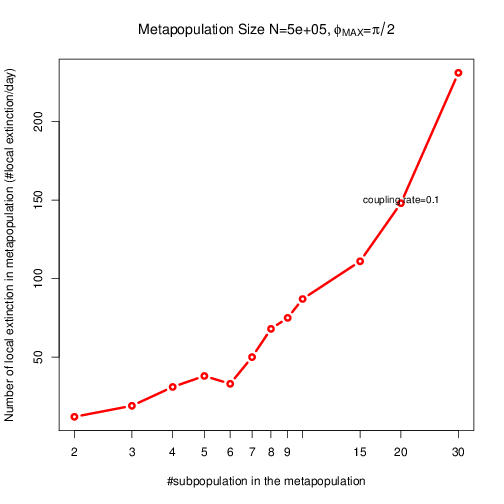 Metapopulation Size N=5e+05, ϕMAX=π/2
Number of local extinction in metapopulation (#local extinction/day)
200
150
100
50
coupling rate=0.1
2 3 4 5 6 7 8 9 15 20 30
#subpopulation in the metapopulation